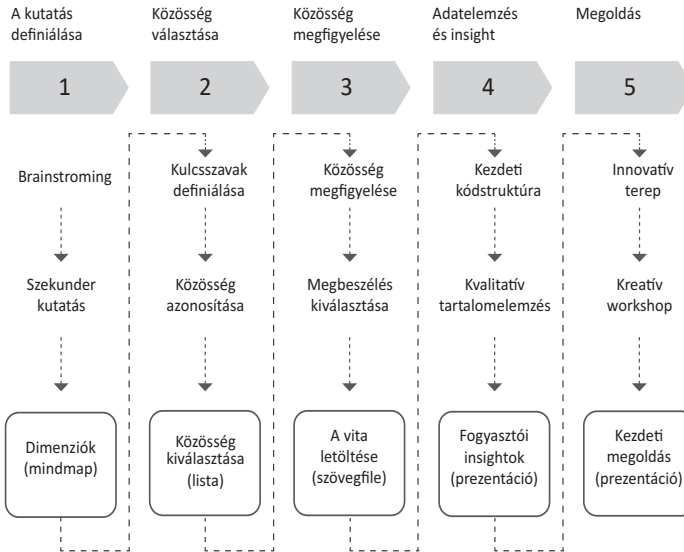 A kutatás
definiálása
Közösség
választása
Közösség
megfigyelése
Adatelemzés
és insight
Megoldás
1
2
3
4
5
Brainstroming
Kulcsszavak
definiálása
Közösség
megfigyelése
Kezdeti
kódstruktúra
Innovatív
terep
Szekunder
kutatás
Közösség
azonosítása
Megbeszélés
kiválasztása
Kvalitatív
tartalomelemzés
Kreatív
workshop
Dimenziók
(mindmap)
Közösség
kiválasztása
(lista)
A vita
letöltése
(szövegfile)
Fogyasztói
insightok
(prezentáció)
Kezdeti
megoldás
(prezentáció)